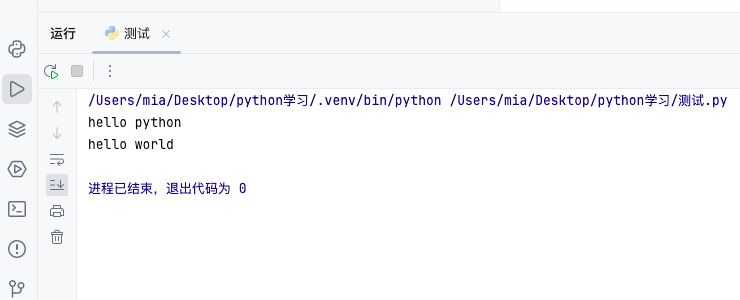 运行
测试
/Users/mia/Desktop/python学习/.venv/bin/python /Users/mia/Desktop/python学习/测试.py
hello python
hello world
进程已结束，退出代码为 0